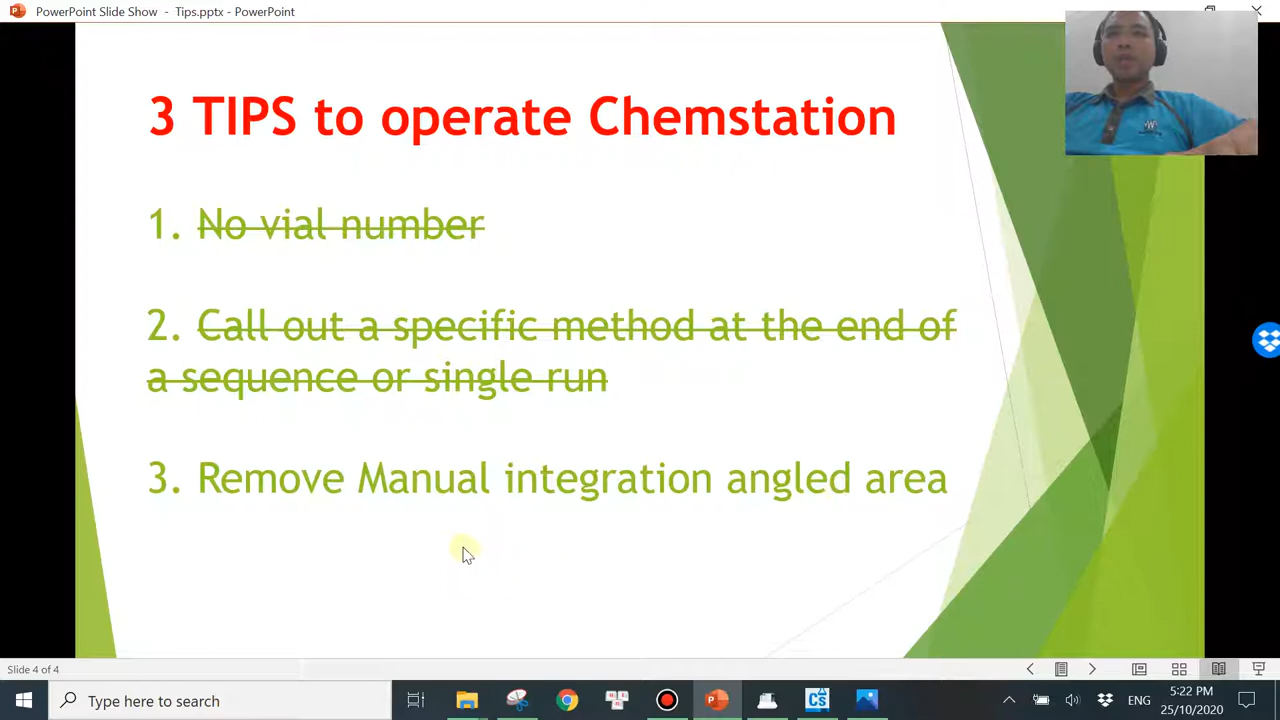 PowerPoint Slide Show - Tips.pptx - PowerPoint
3 TIPS to operate Chemstation
1. No vial number
2. Call out a specific method at the end of
a sequence or single run
3. Remove Manual integration angled area
Slide 4 of 4
Type here to search
ENG
5:22 PM
25/10/2020